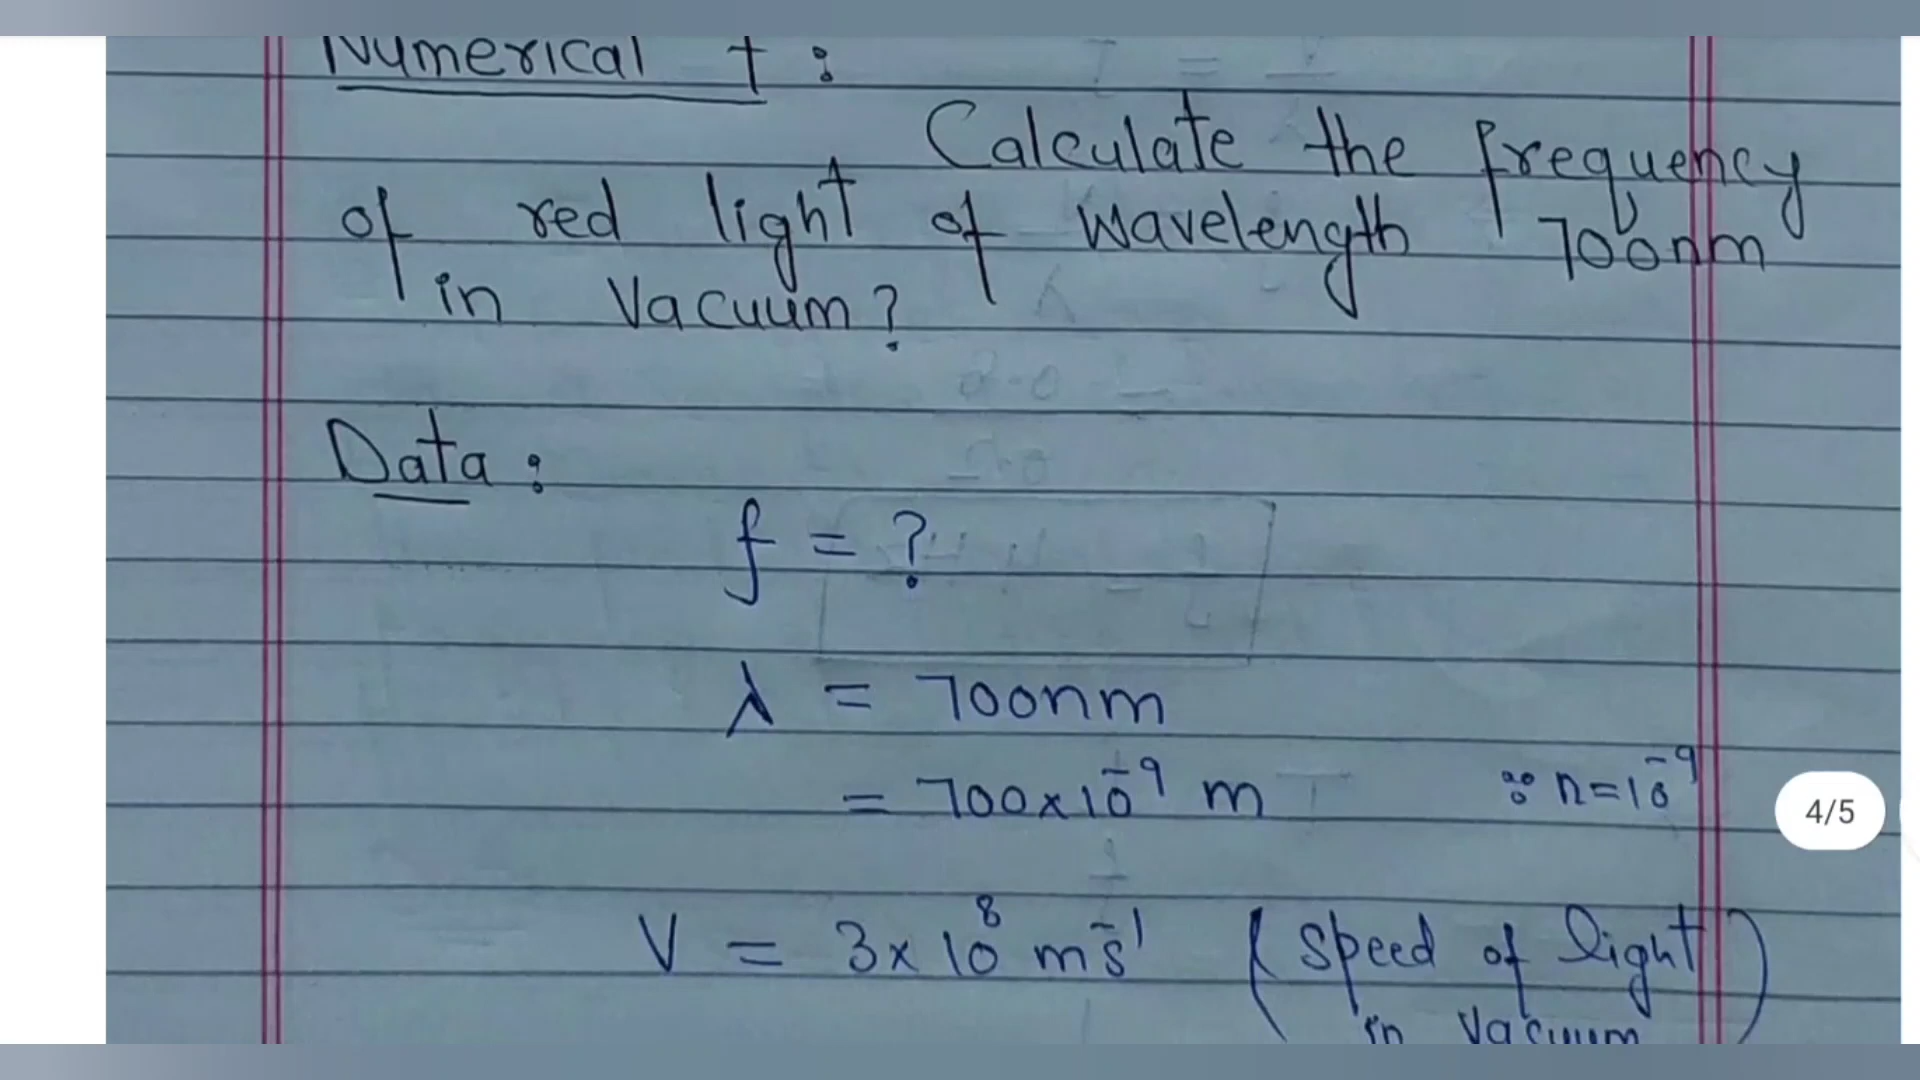 Numerical
Calculate the frequency
of red light of wavelength 700nm
in Vacuum?
Data:
f = ?
λ = 700nm
= 700×10⁻⁹ m ∵ n=10⁻⁹
4/5
V = 3×10⁸ ms⁻¹ (Speed of light
in Vacuum